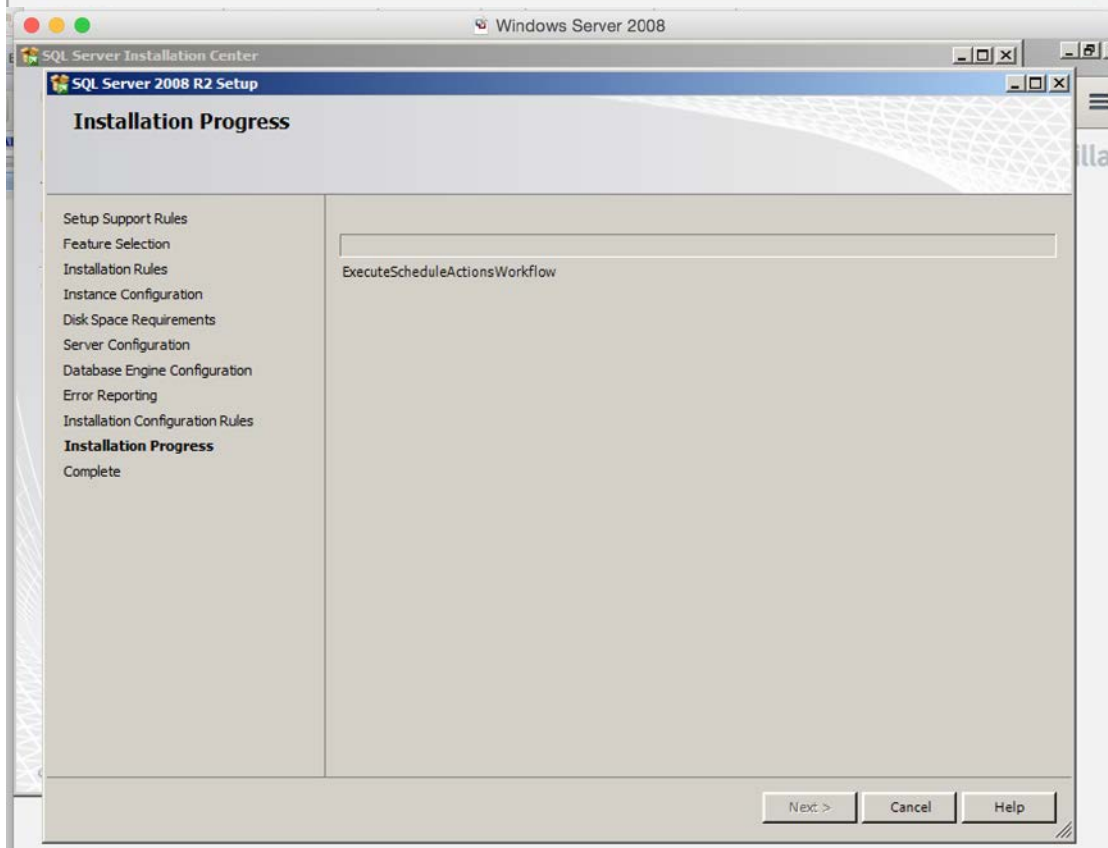 Windows Server 2008
SQL Server Installation Center
SQL Server 2008 R2 Setup
Installation Progress
illa
Setup Support Rules
Feature Selection
Installation Rules
ExecuteScheduleActionsWorkflow
Instance Configuration
Disk Space Requirements
Server Configuration
Database Engine Configuration
Error Reporting
Installation Configuration Rules
Installation Progress
Complete
Next >
Cancel
Help